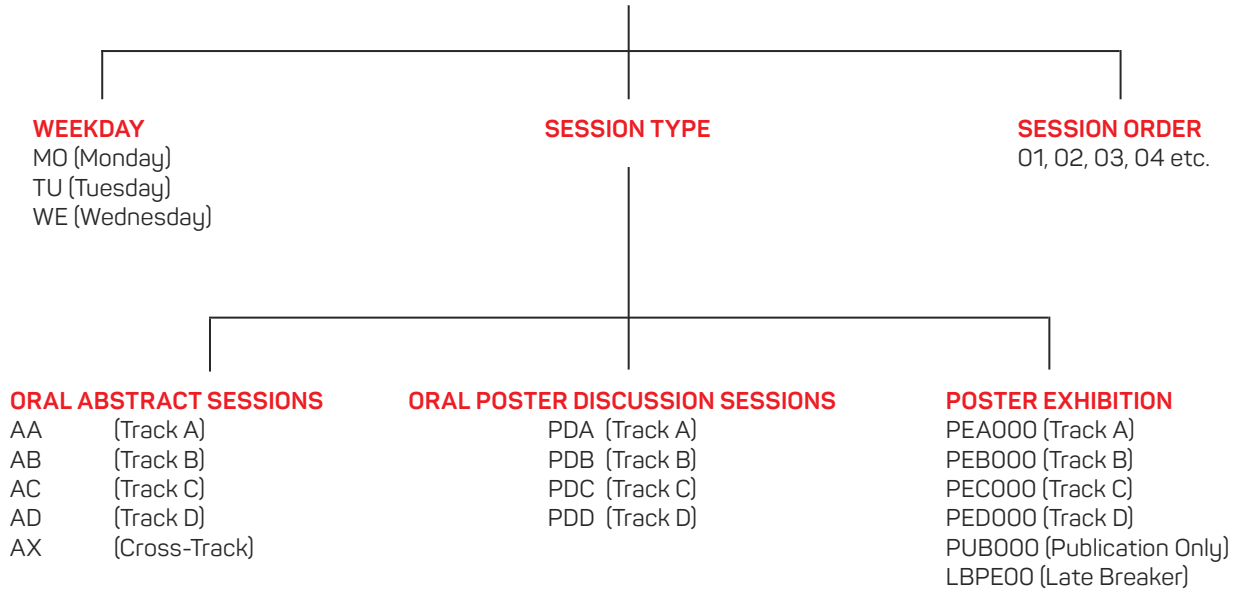 WEEKDAY
MO (Monday)
TU (Tuesday)
WE (Wednesday)
SESSION TYPE
SESSION ORDER
01, 02, 03, 04 etc.
ORAL ABSTRACT SESSIONS
AA (Track A)
AB (Track B)
AC (Track C)
AD (Track D)
AX (Cross-Track)
ORAL POSTER DISCUSSION SESSIONS
PDA (Track A)
PDB (Track B)
PDC (Track C)
PDD (Track D)
POSTER EXHIBITION
PEA000 (Track A)
PEB000 (Track B)
PEC000 (Track C)
PED000 (Track D)
PUB000 (Publication Only)
LBPE00 (Late Breaker)